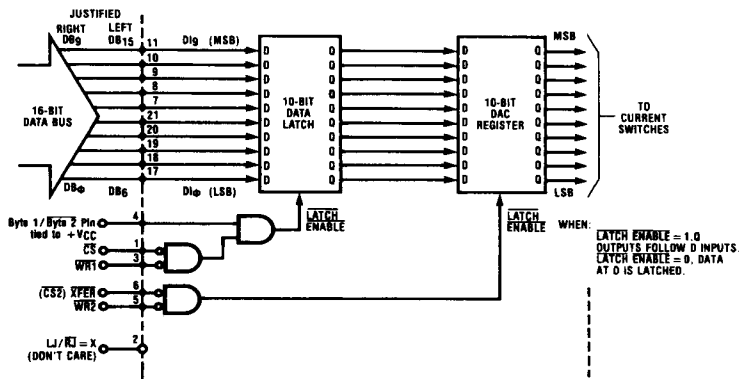 JUSTIFIED
RIGHT LEFT
DB9 DB15 11 DI9 (MSB)
10
9
8
7
21
20
19
18
17
16-BIT
DATA BUS
DBΦ DB6 DIΦ (LSB)
D Q
D Q
D Q
D Q
D Q
D Q
D Q
D Q
D Q
D Q
10-BIT
DATA
LATCH
D Q
D Q
D Q
D Q
D Q
D Q
D Q
D Q
D Q
D Q
10-BIT
DAC
REGISTER
MSB
LSB
TO
CURRENT
SWITCHES
Byte 1/Byte 2 Pin 4
tied to +VCC
CS 1
WR1 3
(CS2) XFER 6
WR2 5
LJ/RJ = X 2
(DON'T CARE)
LATCH
ENABLE
LATCH
ENABLE
WHEN:
LATCH ENABLE = 1,Q
OUTPUTS FOLLOW D INPUTS.
LATCH ENABLE = 0, DATA
AT D IS LATCHED.